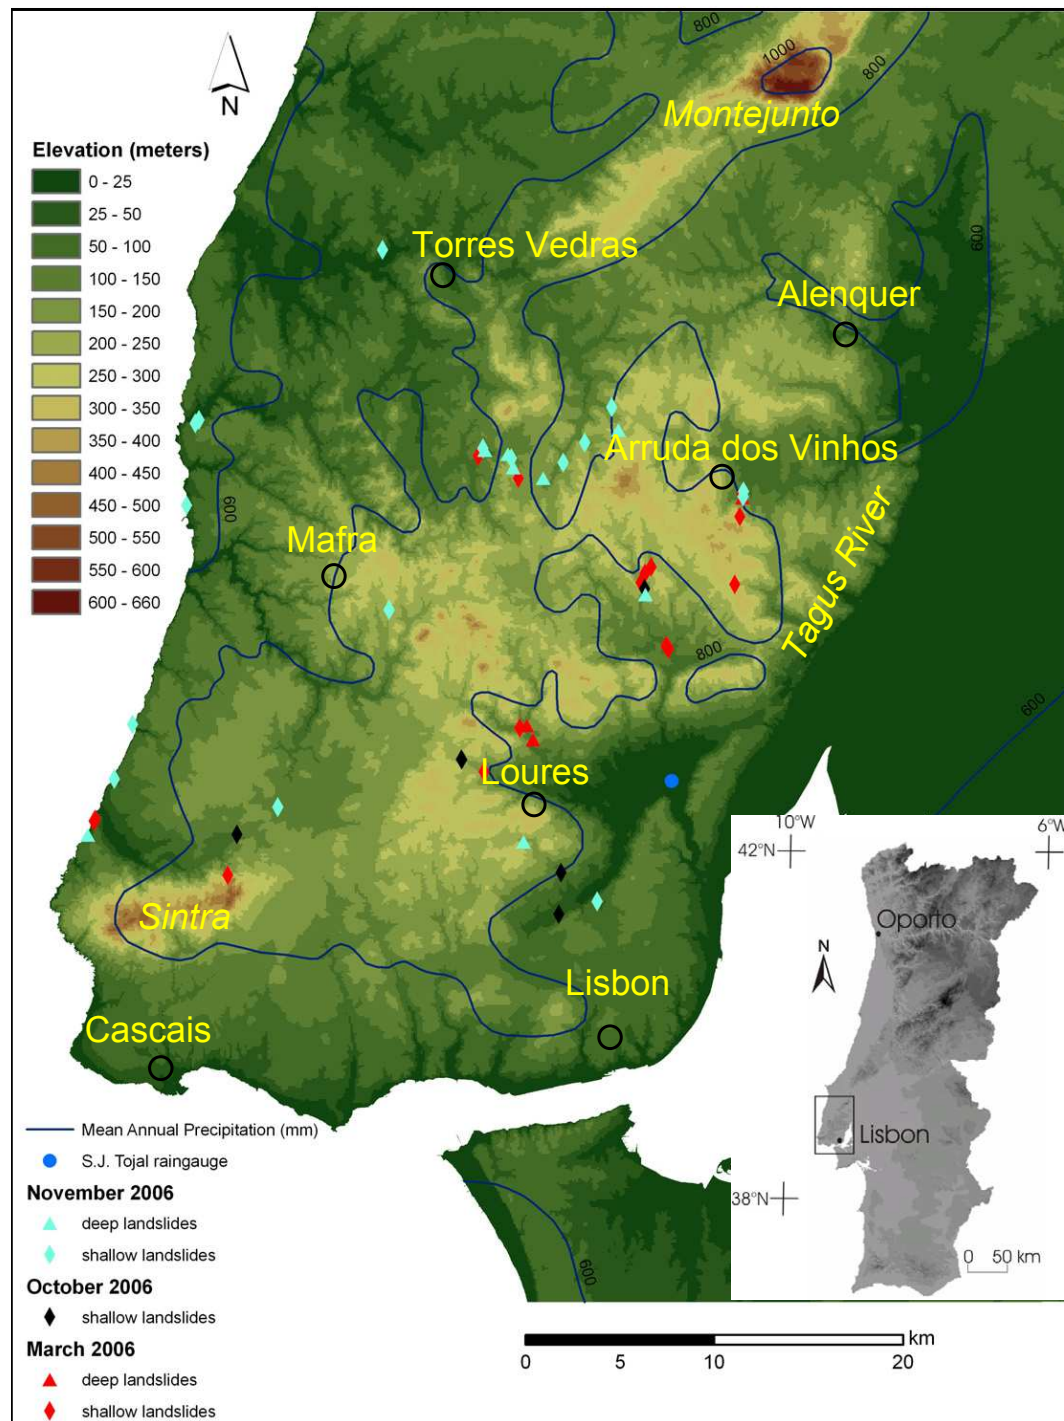 800
1000
800
N
Montejunto
Elevation (meters)
0 - 25
25 - 50
50 - 100
100 - 150
150 - 200
200 - 250
250 - 300
300 - 350
350 - 400
400 - 450
450 - 500
500 - 550
550 - 600
600 - 660
600
Torres Vedras
Alenquer
Arruda dos Vinhos
600
Mafra
Tagus River
800
600
Loures
Sintra
Lisbon
Cascais
10°W
6°W
42°N
Oporto
N
Lisbon
38°N
0 50 km
600
Mean Annual Precipitation (mm)
S.J. Tojal raingauge
November 2006
deep landslides
shallow landslides
October 2006
shallow landslides
March 2006
deep landslides
shallow landslides
km
0 5 10 20